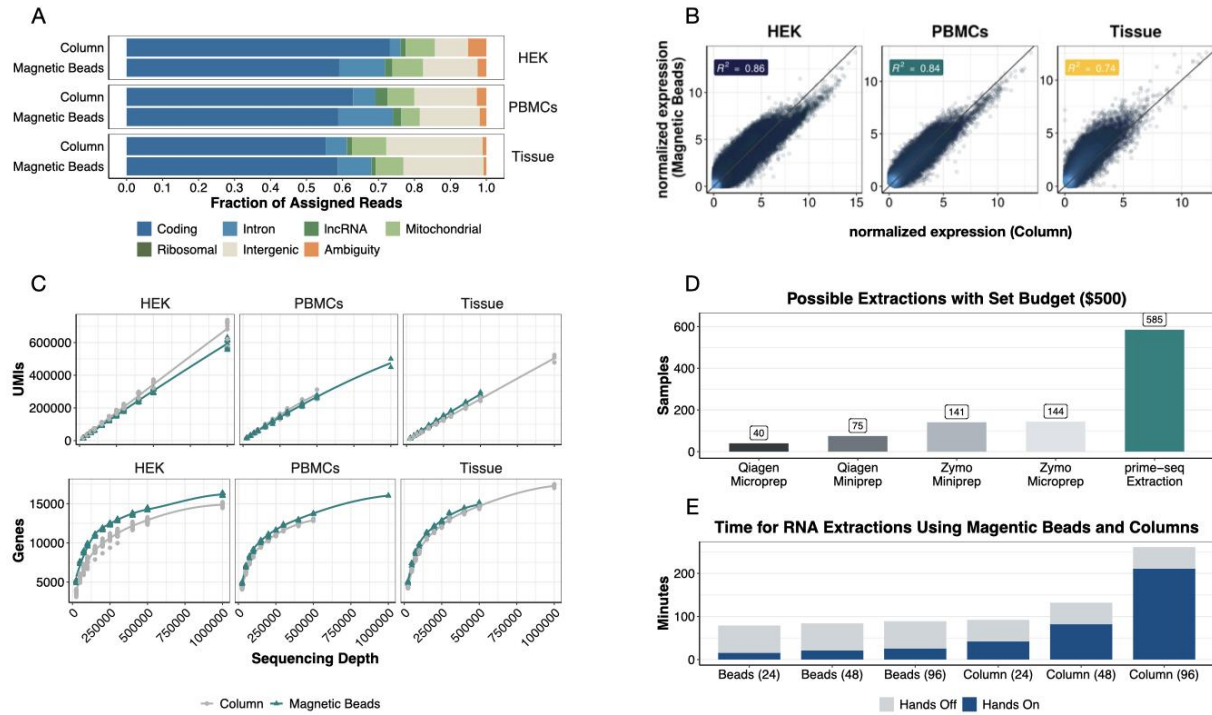 A
Column
Magnetic Beads
HEK
Column
Magnetic Beads
PBMCs
Column
Magnetic Beads
Tissue
0.0 0.1 0.2 0.3 0.4 0.5 0.6 0.7 0.8 0.9 1.0
Fraction of Assigned Reads
Coding Intron lncRNA Mitochondrial
Ribosomal Intergenic Ambiguity
B
HEK PBMCs Tissue
R² = 0.86 R² = 0.84 R² = 0.74
normalized expression
(Magnetic Beads)
10
5
0
10
5
0
10
5
0
0 5 10 15 0 5 10 0 5 10
normalized expression (Column)
C
HEK PBMCs Tissue
UMIs
600000
400000
200000
0
HEK PBMCs Tissue
Genes
15000
10000
5000
0 250000 500000 750000 1000000 0 250000 500000 750000 1000000 0 250000 500000 750000 1000000
Sequencing Depth
Column Magnetic Beads
D
Possible Extractions with Set Budget ($500)
Samples
600
400
200
0
40 75 141 144 585
Qiagen Qiagen Zymo Zymo prime-seq
Microprep Miniprep Miniprep Microprep Extraction
E
Time for RNA Extractions Using Magentic Beads and Columns
Minutes
200
100
0
Beads (24) Beads (48) Beads (96) Column (24) Column (48) Column (96)
Hands Off Hands On